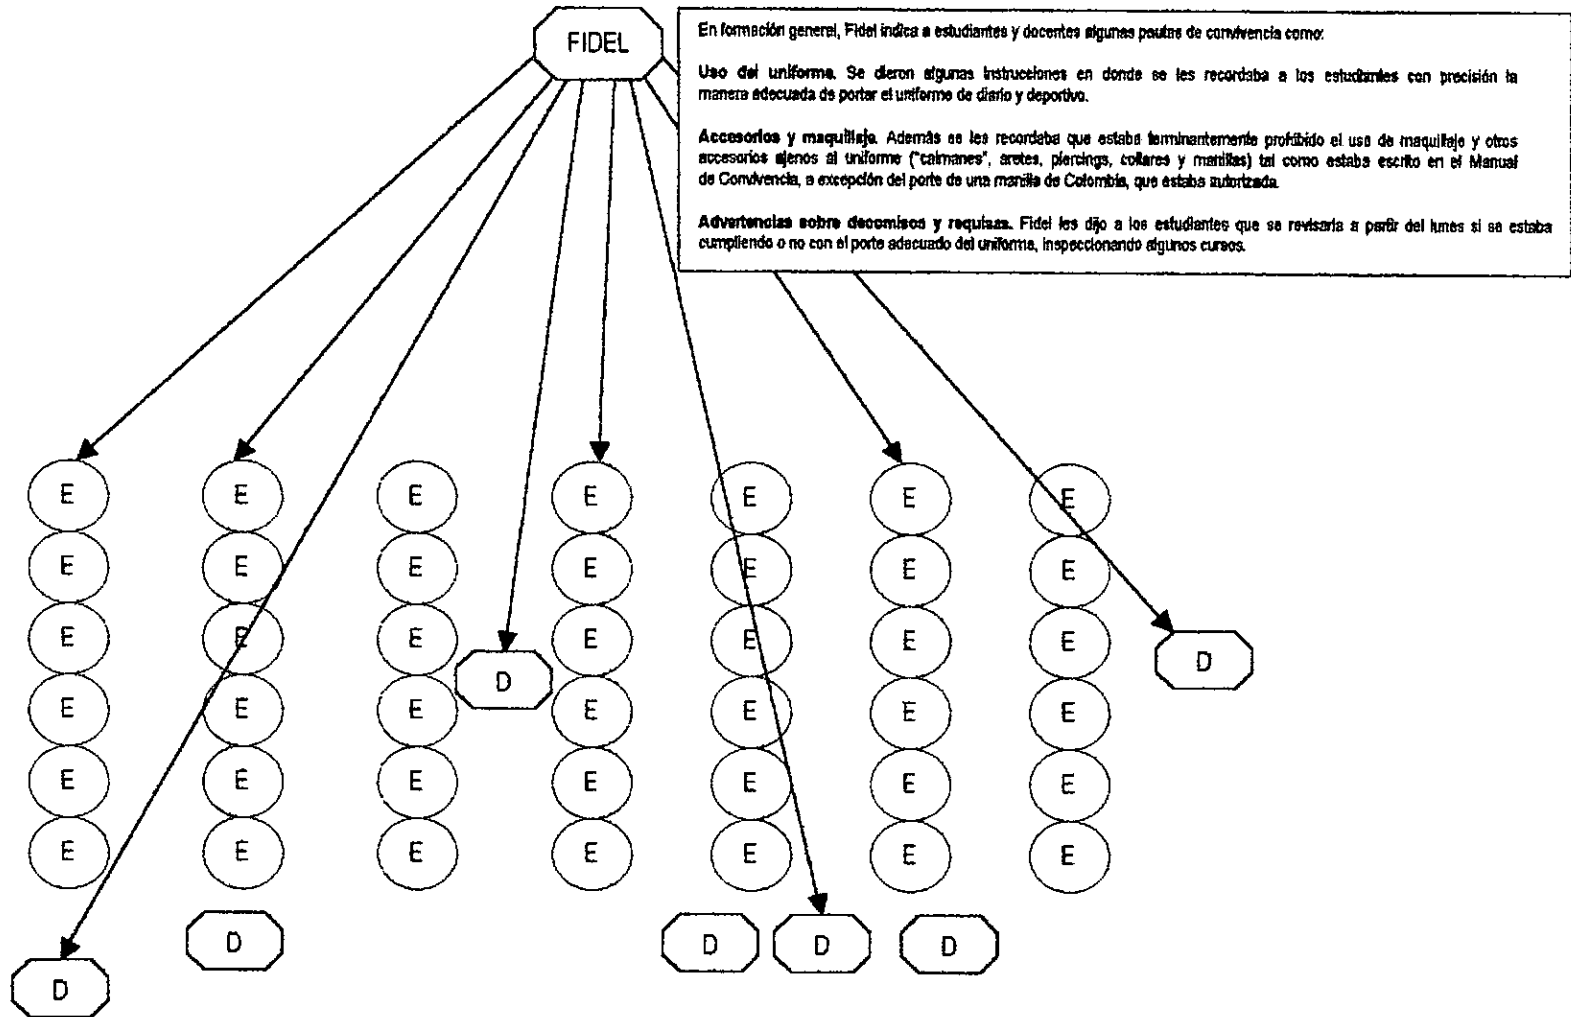 FIDEL
En formación general, Fidel indica a estudiantes y docentes algunas pautas de convivencia como:
Uso del uniforme. Se dieron algunas instrucciones en donde se les recordaba a los estudiantes con precisión la
manera adecuada de portar el uniforme de diario y deportivo.
Accesorios y maquillaje. Además se les recordaba que estaba terminantemente prohibido el uso de maquillaje y otros
accesorios ajenos al uniforme ("caimanes", aretes, piercings, collares y manillas) tal como estaba escrito en el Manual
de Convivencia, a excepción del porte de una manilla de Colombia, que estaba autorizada.
Advertencias sobre decomisos y requisas. Fidel les dijo a los estudiantes que se revisaría a partir del lunes si se estaba
cumpliendo o no con el porte adecuado del uniforme, inspeccionando algunos cursos.
E E E E E E E
E E E E E E E
E E E E E E E
D D
E E E E E E E
E E E E E E E
E E E E E E E
D D D D
D